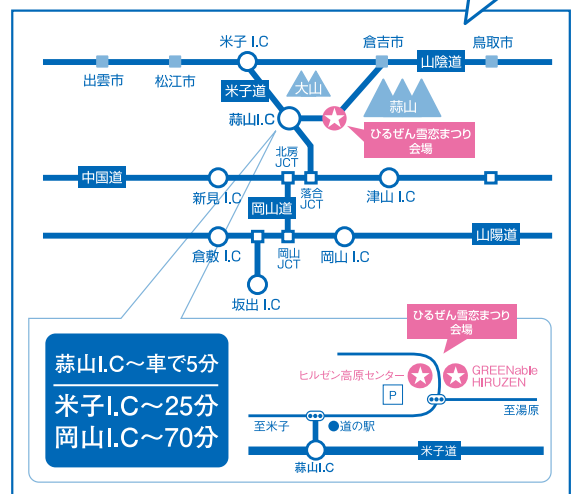 米子 I.C
倉吉市
鳥取市
山陰道
出雲市
松江市
米子道
大山
蒜山
蒜山I.C
ひるぜん雪恋まつり
会場
北房
JCT
中国道
新見 I.C
落合
JCT
津山 I.C
岡山道
山陽道
倉敷 I.C
岡山
JCT
岡山 I.C
坂出 I.C
蒜山I.C〜車で5分
米子I.C〜25分
岡山I.C〜70分
ひるぜん雪恋まつり
会場
ヒルゼン高原センター
GREENable
HIRUZEN
P
至湯原
至米子
●道の駅
米子道
蒜山I.C